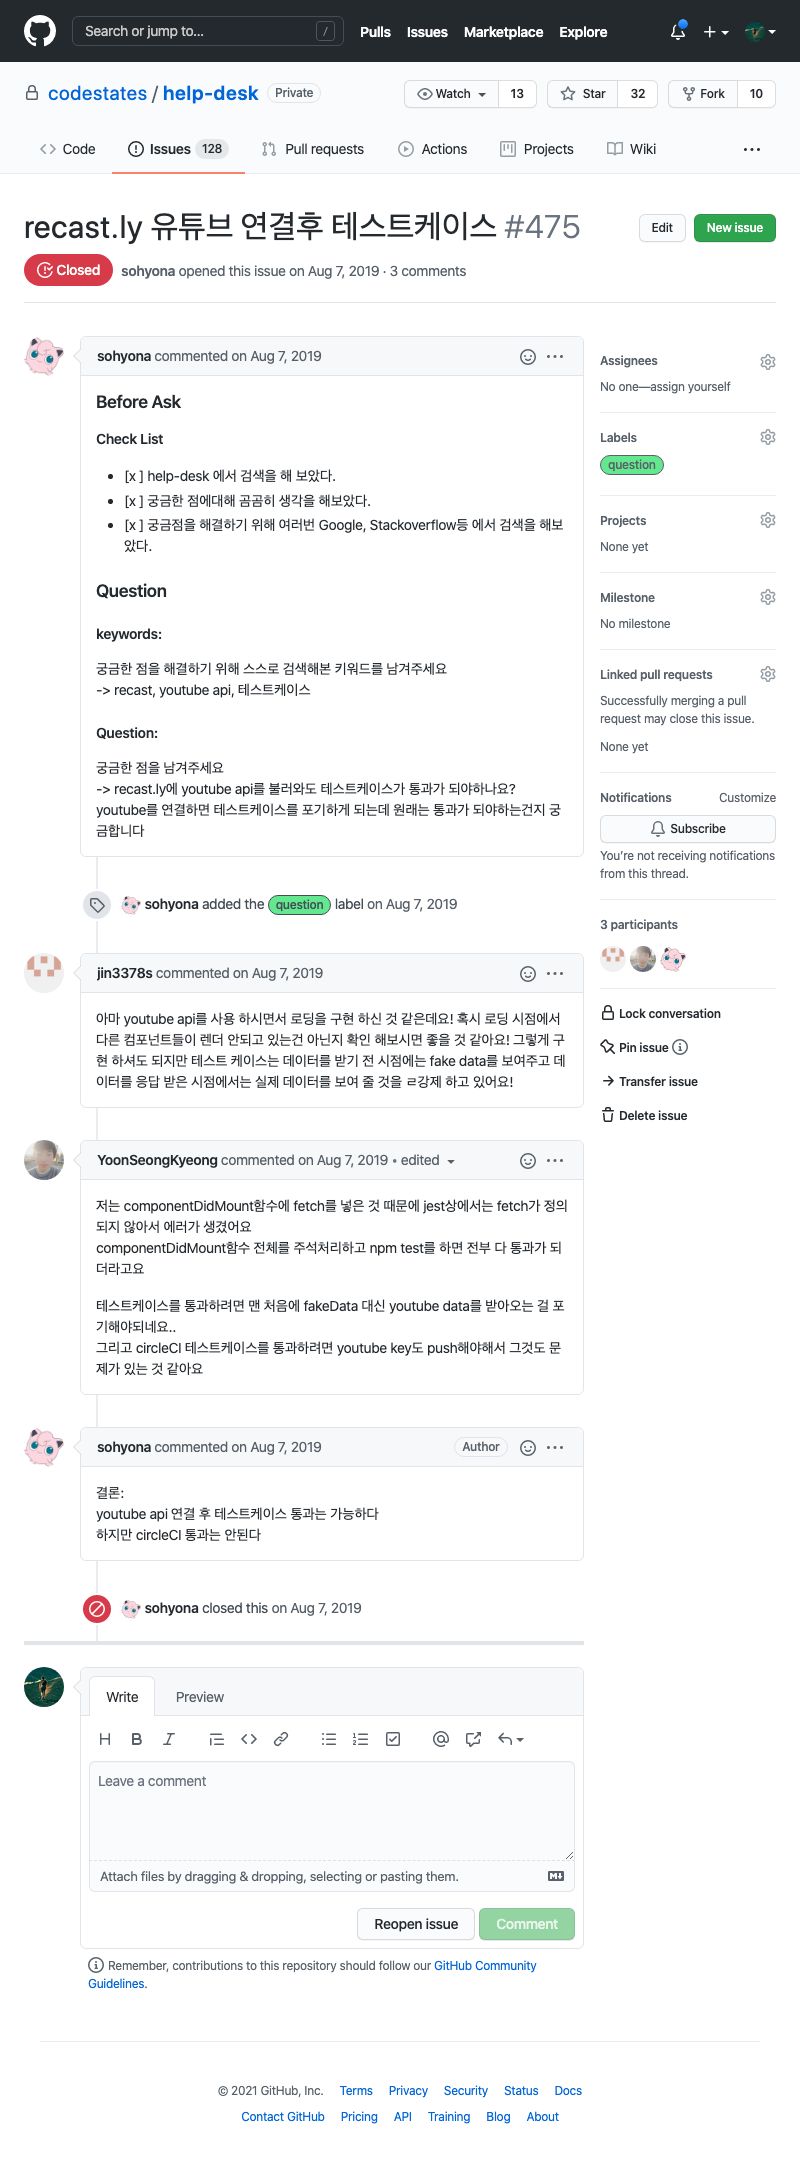 Search or jump to... /
Pulls Issues Marketplace Explore
codestates / help-desk Private
Watch 13 Star 32 Fork 10
Code Issues 128 Pull requests Actions Projects Wiki ...
recast.ly 유튜브 연결후 테스트케이스 #475
Edit New issue
Closed sohyona opened this issue on Aug 7, 2019 · 3 comments
sohyona commented on Aug 7, 2019
Before Ask
Check List
• [x ] help-desk 에서 검색을 해 보았다.
• [x ] 궁금한 점에대해 곰곰히 생각을 해보았다.
• [x ] 궁금점을 해결하기 위해 여러번 Google, Stackoverflow등 에서 검색을 해보
았다.
Question
keywords:
궁금한 점을 해결하기 위해 스스로 검색해본 키워드를 남겨주세요
-> recast, youtube api, 테스트케이스
Question:
궁금한 점을 남겨주세요
-> recast.ly에 youtube api를 불러와도 테스트케이스가 통과가 되야하나요?
youtube를 연결하면 테스트케이스를 포기하게 되는데 원래는 통과가 되야하는건지 궁
금합니다
sohyona added the question label on Aug 7, 2019
jin3378s commented on Aug 7, 2019
아마 youtube api를 사용 하시면서 로딩을 구현 하신 것 같은데요! 혹시 로딩 시점에서
다른 컴포넌트들이 렌더 안되고 있는건 아닌지 확인 해보시면 좋을 것 같아요! 그렇게 구
현 하셔도 되지만 테스트 케이스는 데이터를 받기 전 시점에는 fake data를 보여주고 데
이터를 응답 받은 시점에서는 실제 데이터를 보여 줄 것을 ㄹ강제 하고 있어요!
YoonSeongKyeong commented on Aug 7, 2019 • edited
저는 componentDidMount함수에 fetch를 넣은 것 때문에 jest상에서는 fetch가 정의
되지 않아서 에러가 생겼어요
componentDidMount함수 전체를 주석처리하고 npm test를 하면 전부 다 통과가 되
더라고요
테스트케이스를 통과하려면 맨 처음에 fakeData 대신 youtube data를 받아오는 걸 포
기해야되네요..
그리고 circleCI 테스트케이스를 통과하려면 youtube key도 push해야해서 그것도 문
제가 있는 것 같아요
sohyona commented on Aug 7, 2019 Author
결론:
youtube api 연결 후 테스트케이스 통과는 가능하다
하지만 circleCI 통과는 안된다
sohyona closed this on Aug 7, 2019
Write Preview
Leave a comment
Attach files by dragging & dropping, selecting or pasting them.
Reopen issue Comment
Remember, contributions to this repository should follow our GitHub Community
Guidelines.
Assignees
No one—assign yourself
Labels
question
Projects
None yet
Milestone
No milestone
Linked pull requests
Successfully merging a pull
request may close this issue.
None yet
Notifications Customize
Subscribe
You're not receiving notifications
from this thread.
3 participants
Lock conversation
Pin issue
Transfer issue
Delete issue
© 2021 GitHub, Inc. Terms Privacy Security Status Docs
Contact GitHub Pricing API Training Blog About